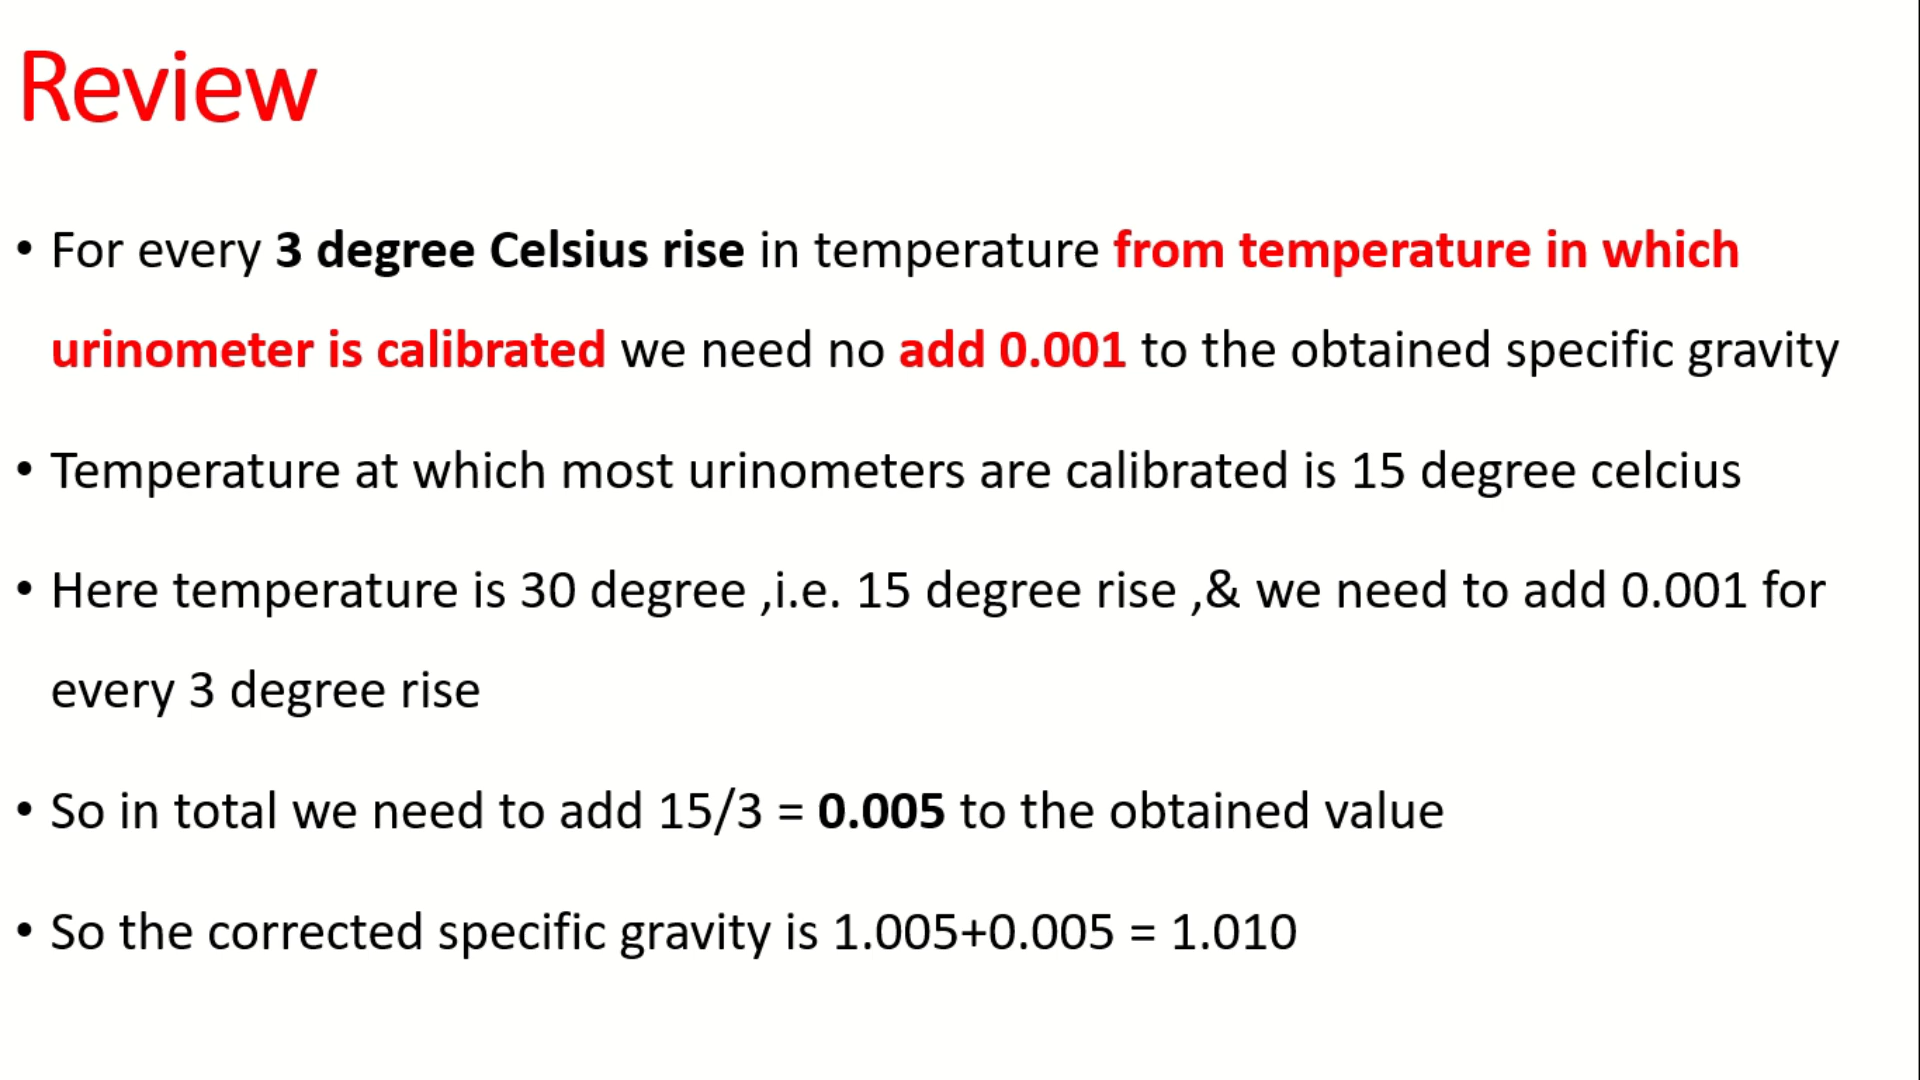 Review
• For every 3 degree Celsius rise in temperature from temperature in which
urinometer is calibrated we need no add 0.001 to the obtained specific gravity
• Temperature at which most urinometers are calibrated is 15 degree celcius
• Here temperature is 30 degree ,i.e. 15 degree rise ,& we need to add 0.001 for
every 3 degree rise
• So in total we need to add 15/3 = 0.005 to the obtained value
• So the corrected specific gravity is 1.005+0.005 = 1.010